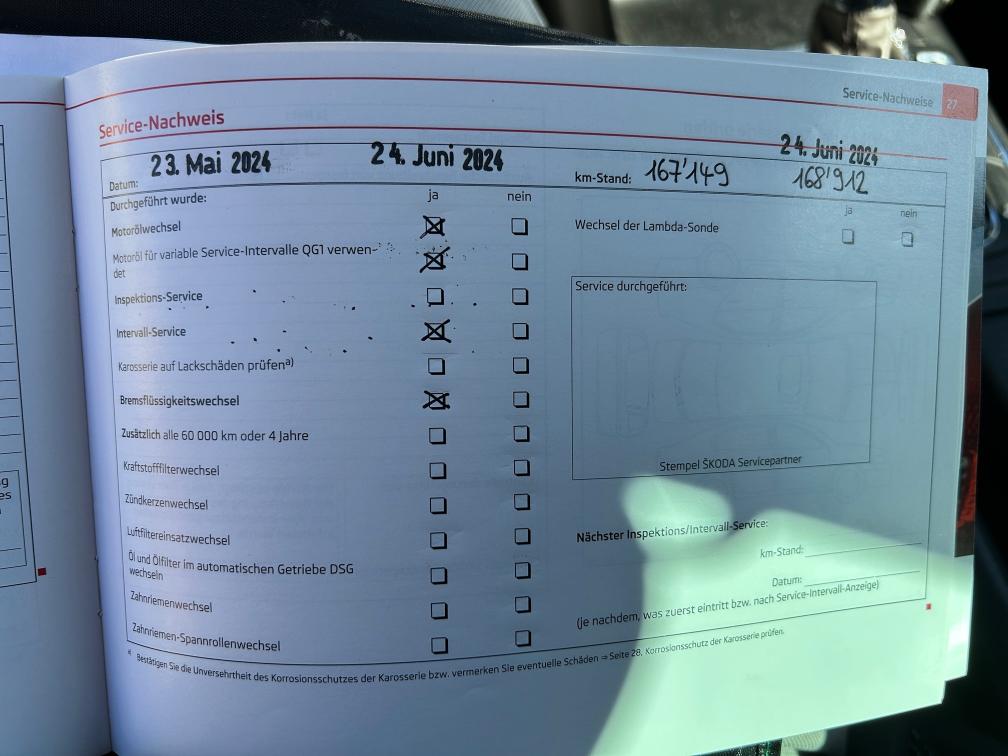 Service-Nachweise 27
Service-Nachweis
Datum: 23. Mai 2024 24. Juni 2024
km-Stand: 167'149 168'912
24. Juni 2024
Durchgeführt wurde: ja nein
Motorölwechsel
Motoröl für variable Service-Intervalle QG1 verwen-
det
Inspektions-Service
Intervall-Service
Karosserie auf Lackschäden prüfena)
Bremsflüssigkeitswechsel
Zusätzlich alle 60 000 km oder 4 Jahre
Kraftstofffilterwechsel
Zündkerzenwechsel
Luftfiltereinsatzwechsel
Öl und Ölfilter im automatischen Getriebe DSG
wechseln
Zahnriemenwechsel
Zahnriemen-Spannrollenwechsel
ja nein
Wechsel der Lambda-Sonde
Service durchgeführt:
Stempel ŠKODA Servicepartner
Nächster Inspektions/Intervall-Service:
km-Stand:
Datum:
(je nachdem, was zuerst eintritt bzw. nach Service-Intervall-Anzeige)
a) Bestätigen Sie die Unversehrtheit des Korrosionsschutzes der Karosserie bzw. vermerken Sie eventuelle Schäden ⇒ Seite 28, Korrosionsschutz der Karosserie prüfen.